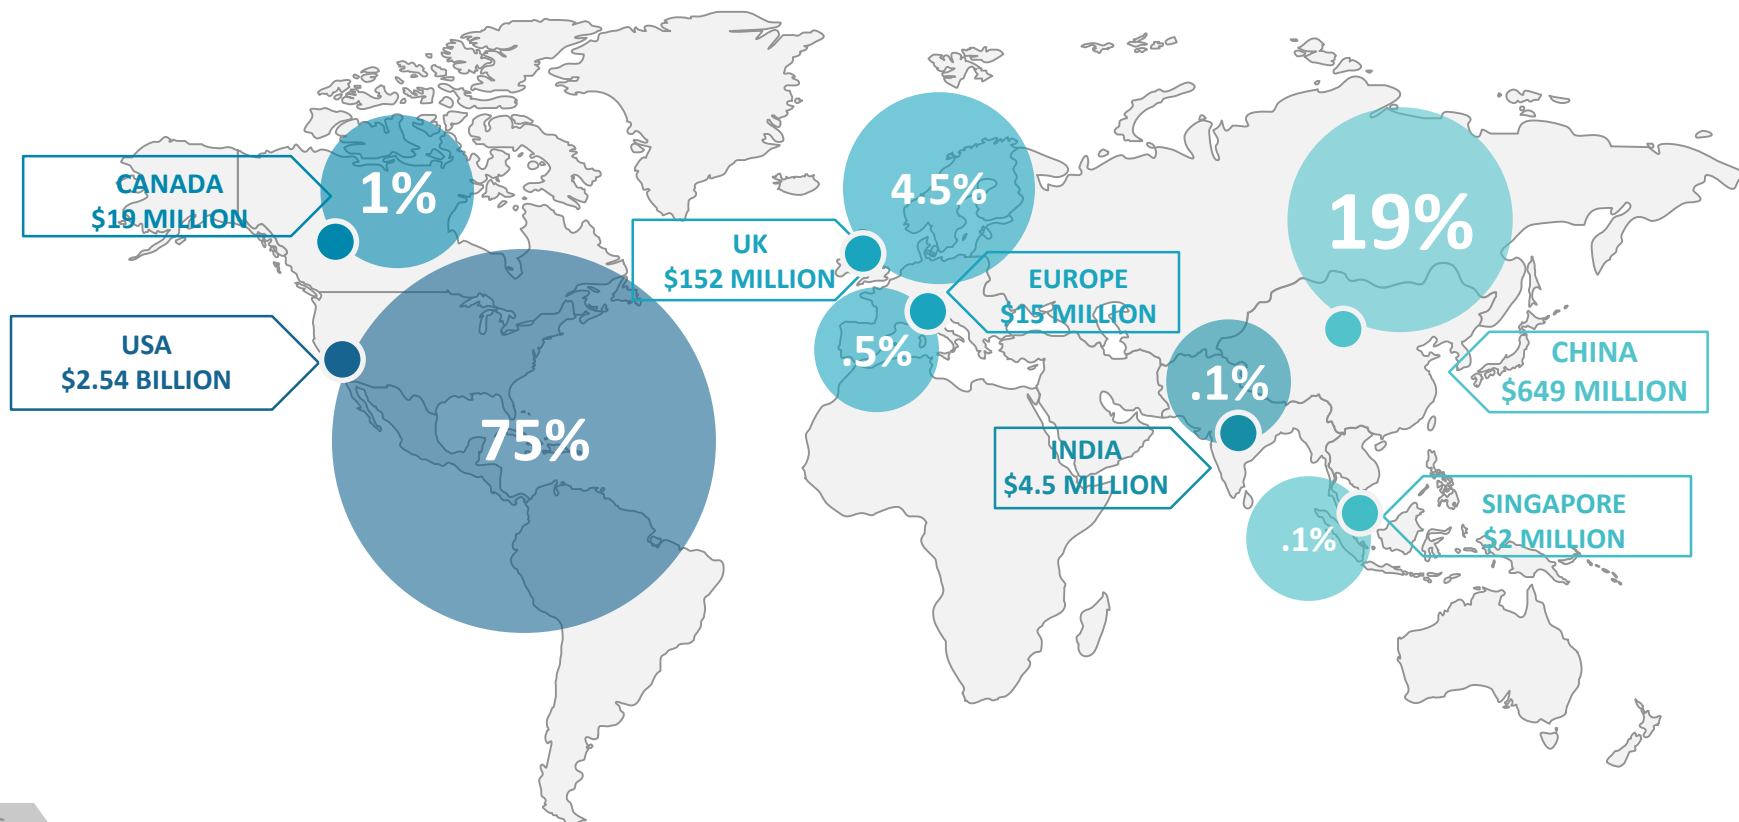 CANADA
$19 MILLION
1%
USA
$2.54 BILLION
75%
UK
$152 MILLION
4.5%
EUROPE
$15 MILLION
.5%
19%
CHINA
$649 MILLION
.1%
INDIA
$4.5 MILLION
SINGAPORE
$2 MILLION
.1%